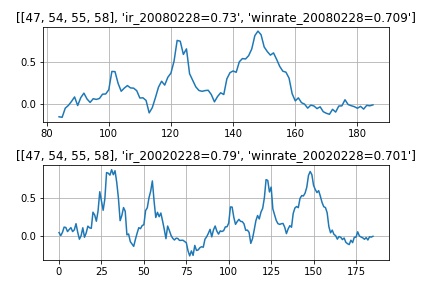 [[47, 54, 55, 58], 'ir_20080228=0.73', 'winrate_20080228=0.709']
0.5
0.0
80 100 120 140 160 180
[[47, 54, 55, 58], 'ir_20020228=0.79', 'winrate_20020228=0.701']
0.5
0.0
0 25 50 75 100 125 150 175